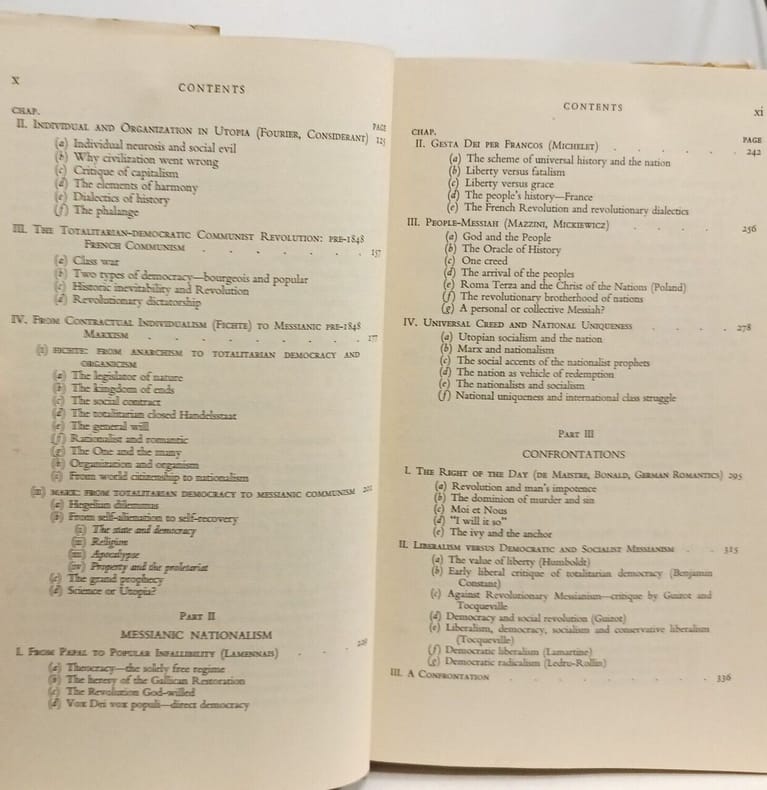 x
CONTENTS
CHAP.
PAGE
II. Individual and Organization in Utopia (Fourier, Considerant) 125
(a) Individual neurosis and social evil
(b) Why civilization went wrong
(c) Critique of capitalism
(d) The elements of harmony
(e) Dialectics of history
(f) The phalange
III. The Totalitarian-Democratic Communist Revolution: pre-1848
French Communism . . . . . . 157
(a) Class war
(b) Two types of democracy—bourgeois and popular
(c) Historic inevitability and Revolution
(d) Revolutionary dictatorship
IV. From Contractual Individualism (Fichte) to Messianic pre-1848
Marxism . . . . . . . . 177
(i) Fichte: from anarchism to totalitarian democracy and
organicism
(a) The legislator of nature
(b) The kingdom of ends
(c) The social contract
(d) The totalitarian closed Handelsstaat
(e) The general will
(f) Rationalist and romantic
(g) The One and the many
(h) Organization and organism
(i) From world citizenship to nationalism
(ii) Marx: from totalitarian democracy to messianic communism 201
(a) Hegelian dilemmas
(b) From self-alienation to self-recovery
(i) The state and democracy
(ii) Religion
(iii) Apocalypse
(iv) Property and the proletariat
(c) The grand prophecy
(d) Science or Utopia?
Part II
MESSIANIC NATIONALISM
I. From Papal to Popular Infallibility (Lamennais) . . .
(a) Theocracy—the solely free regime
(b) The heresy of the Gallican Restoration
(c) The Revolution God-willed
(d) Vox Dei vox populi—direct democracy
CONTENTS
xi
CHAP.
PAGE
II. Gesta Dei per Francos (Michelet) . . . . . 242
(a) The scheme of universal history and the nation
(b) Liberty versus fatalism
(c) Liberty versus grace
(d) The people's history—France
(e) The French Revolution and revolutionary dialectics
III. People-Messiah (Mazzini, Mickiewicz) . . . . 256
(a) God and the People
(b) The Oracle of History
(c) One creed
(d) The arrival of the peoples
(e) Roma Terza and the Christ of the Nations (Poland)
(f) The revolutionary brotherhood of nations
(g) A personal or collective Messiah?
IV. Universal Creed and National Uniqueness . . . . 278
(a) Utopian socialism and the nation
(b) Marx and nationalism
(c) The social accents of the nationalist prophets
(d) The nation as vehicle of redemption
(e) The nationalists and socialism
(f) National uniqueness and international class struggle
Part III
CONFRONTATIONS
I. The Right of the Day (de Maistre, Bonald, German Romantics) 295
(a) Revolution and man's impotence
(b) The dominion of murder and sin
(c) Moi et Nous
(d) "I will it so"
(e) The ivy and the anchor
II. Liberalism versus Democratic and Socialist Messianism . 315
(a) The value of liberty (Humboldt)
(b) Early liberal critique of totalitarian democracy (Benjamin
Constant)
(c) Against Revolutionary Messianism—critique by Guizot and
Tocqueville
(d) Democracy and social revolution (Guizot)
(e) Liberalism, democracy, socialism and conservative liberalism
(Tocqueville)
(f) Democratic liberalism (Lamartine)
(g) Democratic radicalism (Ledru-Rollin)
III. A Confrontation . . . . . . . 336